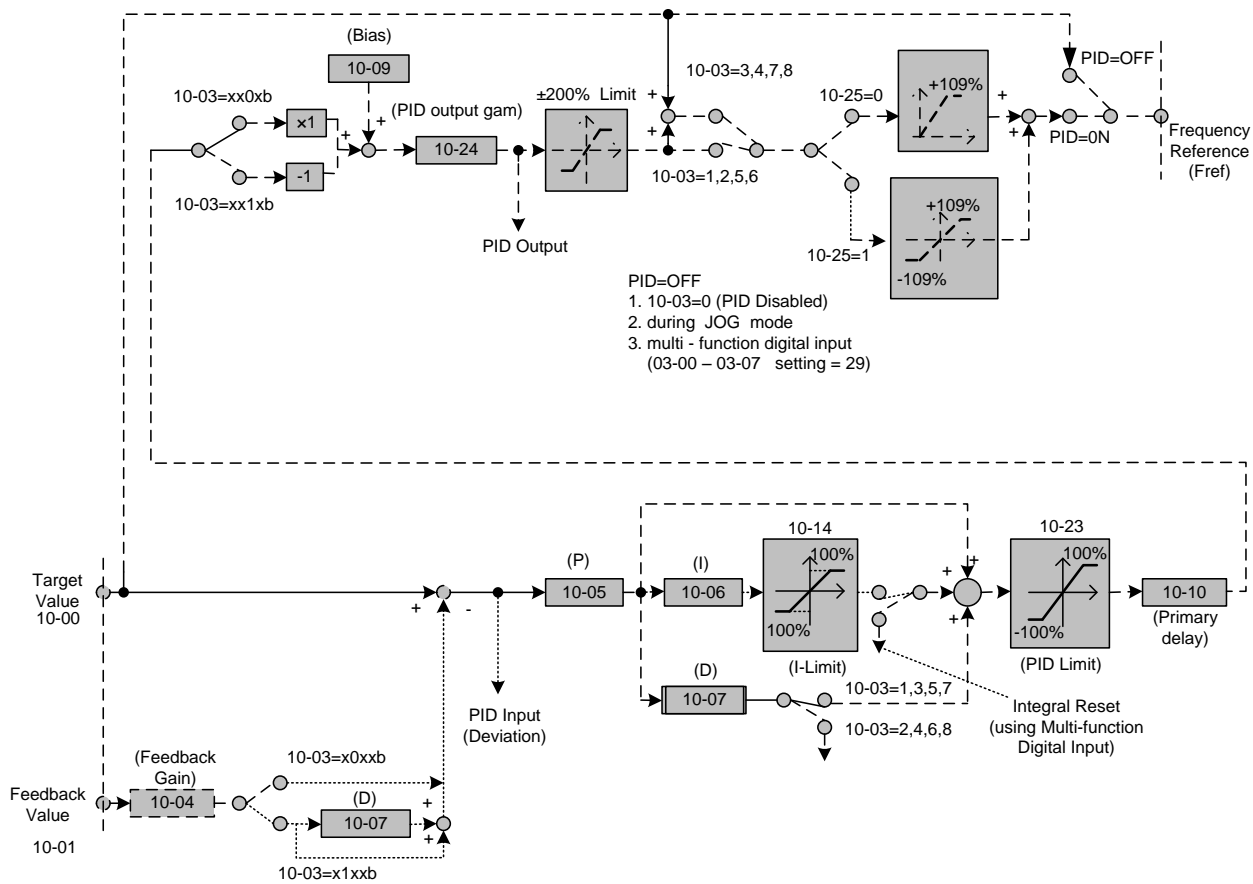 (Bias)
10-09
10-03=xx0xb
×1
-1
10-03=xx1xb
+
+
(PID output gam)
10-24
PID Output
±200% Limit
+
+
10-03=3,4,7,8
10-03=1,2,5,6
10-25=0
+109%
10-25=1
+109%
-109%
+
+
PID=OFF
PID=0N
Frequency
Reference
(Fref)
PID=OFF
1. 10-03=0 (PID Disabled)
2. during JOG mode
3. multi - function digital input
(03-00 – 03-07 setting = 29)
Target
Value
10-00
+
-
PID Input
(Deviation)
(P)
10-05
(I)
10-06
10-14
100%
100%
(I-Limit)
(D)
10-07
10-03=1,3,5,7
10-03=2,4,6,8
+
+
+
Integral Reset
(using Multi-function
Digital Input)
10-23
100%
-100%
(PID Limit)
10-10
(Primary
delay)
Feedback
Value
10-01
(Feedback
Gain)
10-04
10-03=x0xxb
(D)
10-07
+
+
10-03=x1xxb